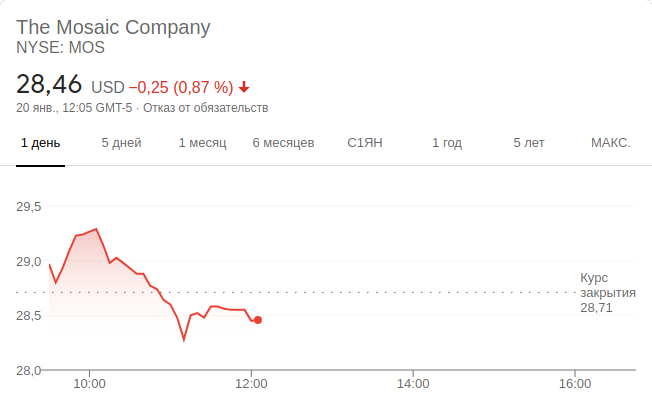 The Mosaic Company
NYSE: MOS
28,46 USD −0,25 (0,87 %)
20 янв., 12:05 GMT-5 · Отказ от обязательств
1 день 5 дней 1 месяц 6 месяцев С1ЯН 1 год 5 лет МАКС.
29,5
29,0
Курс
закрытия
28,71
28,5
28,0
10:00 12:00 14:00 16:00